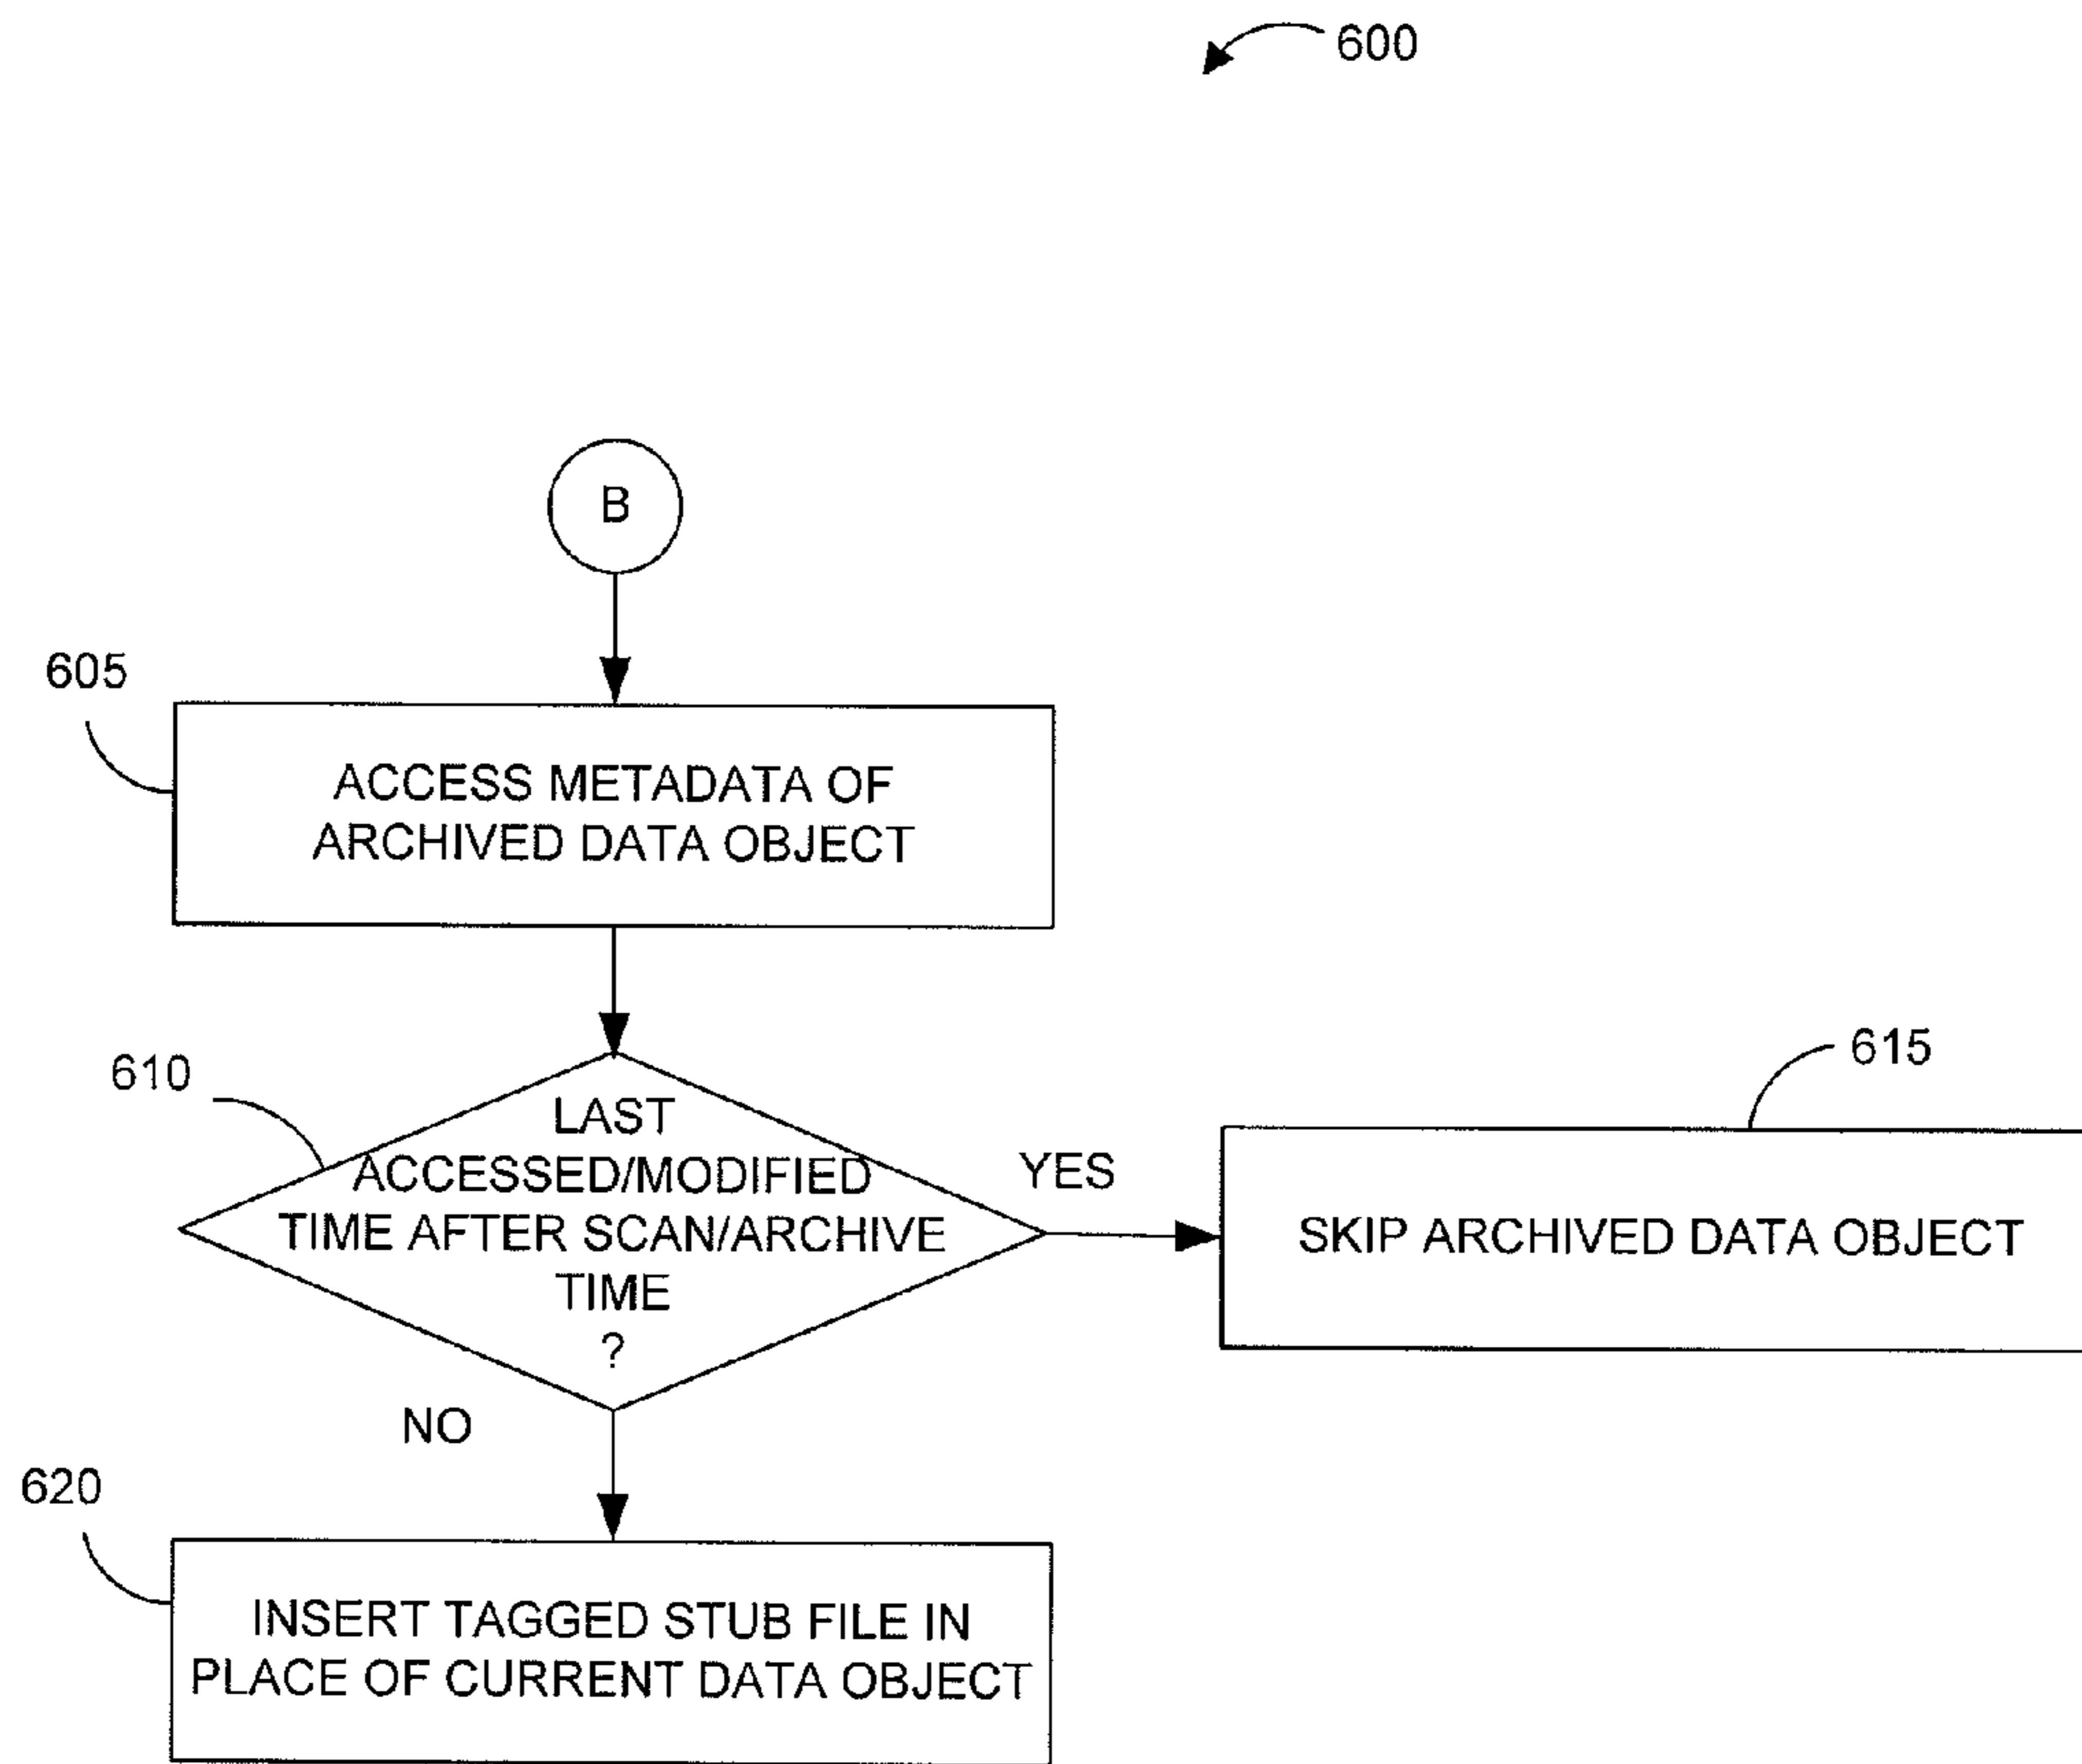 600
B
605
ACCESS METADATA OF
ARCHIVED DATA OBJECT
610
LAST
ACCESSED/MODIFIED
TIME AFTER SCAN/ARCHIVE
TIME
?
YES
615
SKIP ARCHIVED DATA OBJECT
NO
620
INSERT TAGGED STUB FILE IN
PLACE OF CURRENT DATA OBJECT